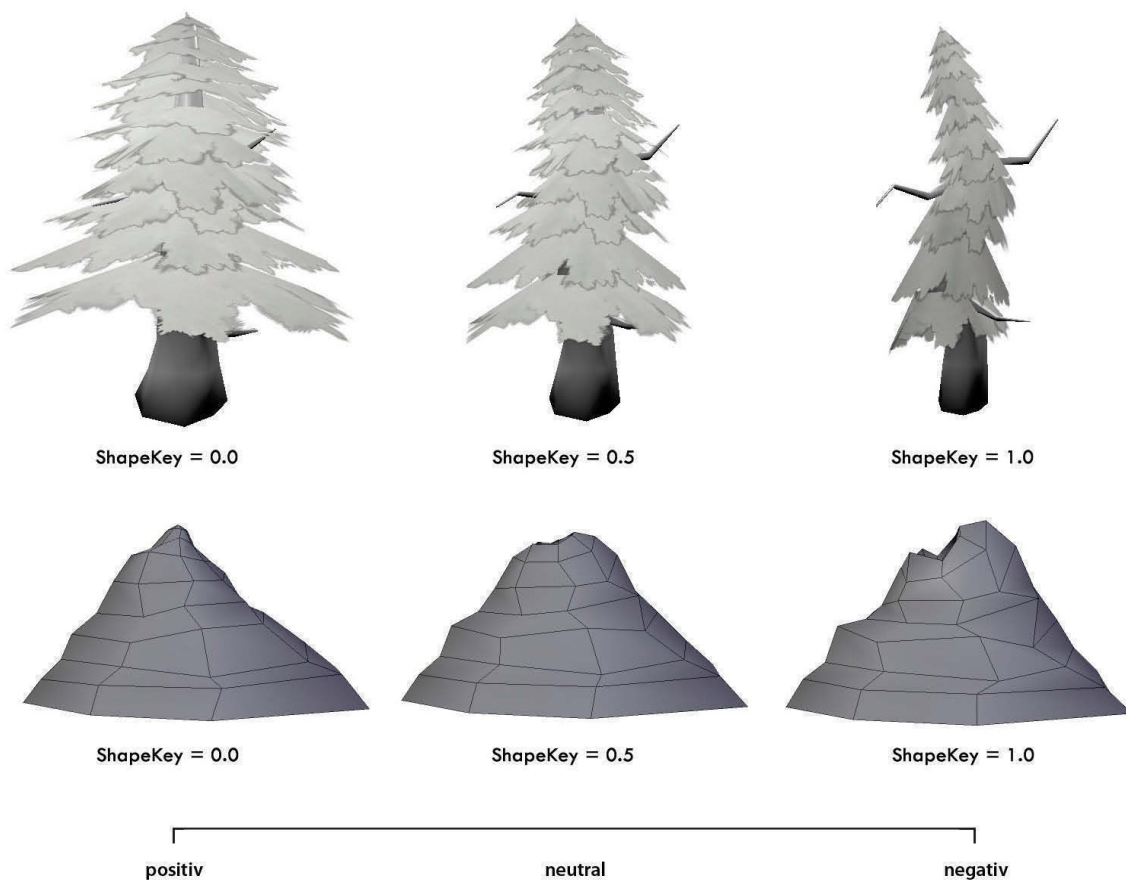 ShapeKey = 0.0 ShapeKey = 0.5 ShapeKey = 1.0
ShapeKey = 0.0 ShapeKey = 0.5 ShapeKey = 1.0
positiv neutral negativ